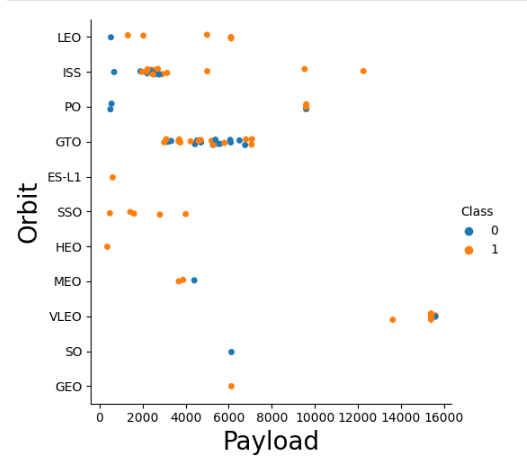 LEO
ISS
PO
GTO
ES-L1
SSO
HEO
MEO
VLEO
SO
GEO
Orbit
0 2000 4000 6000 8000 10000 12000 14000 16000
Payload
Class
0
1